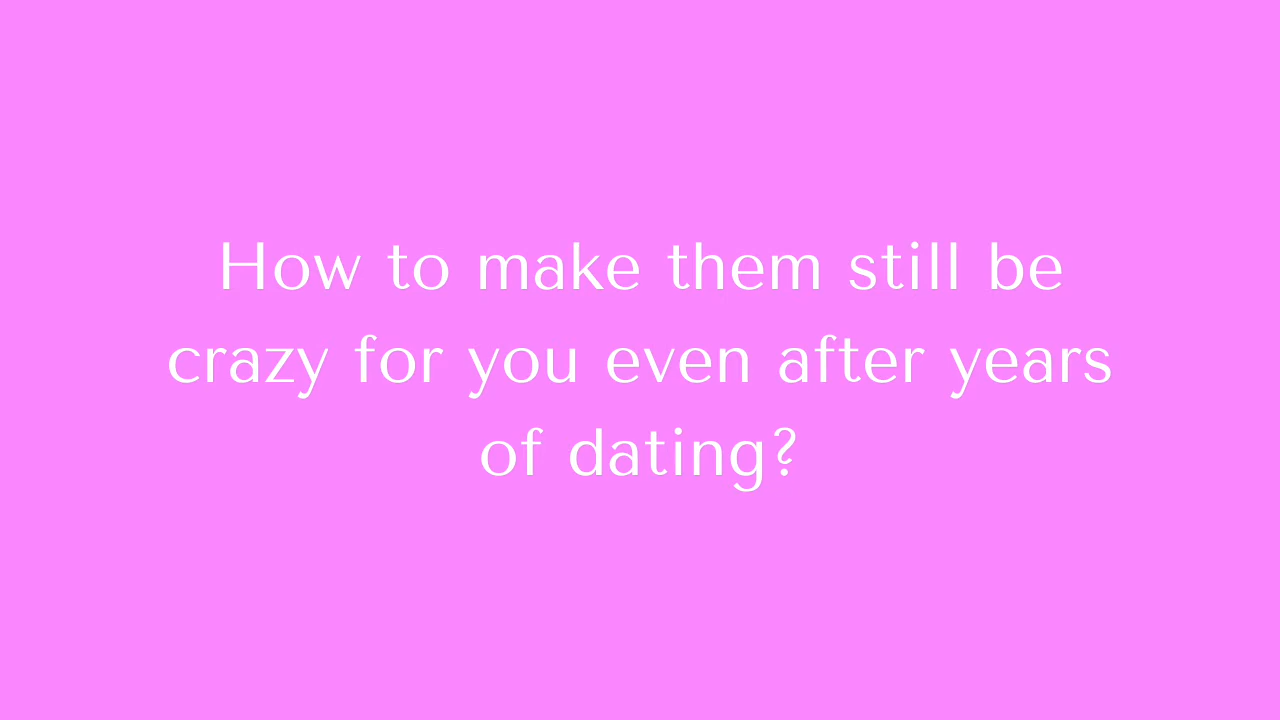 How to make them still be
crazy for you even after years
of dating?